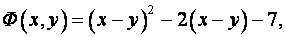 Φ(x, y) = (x − y)² − 2(x − y) − 7,